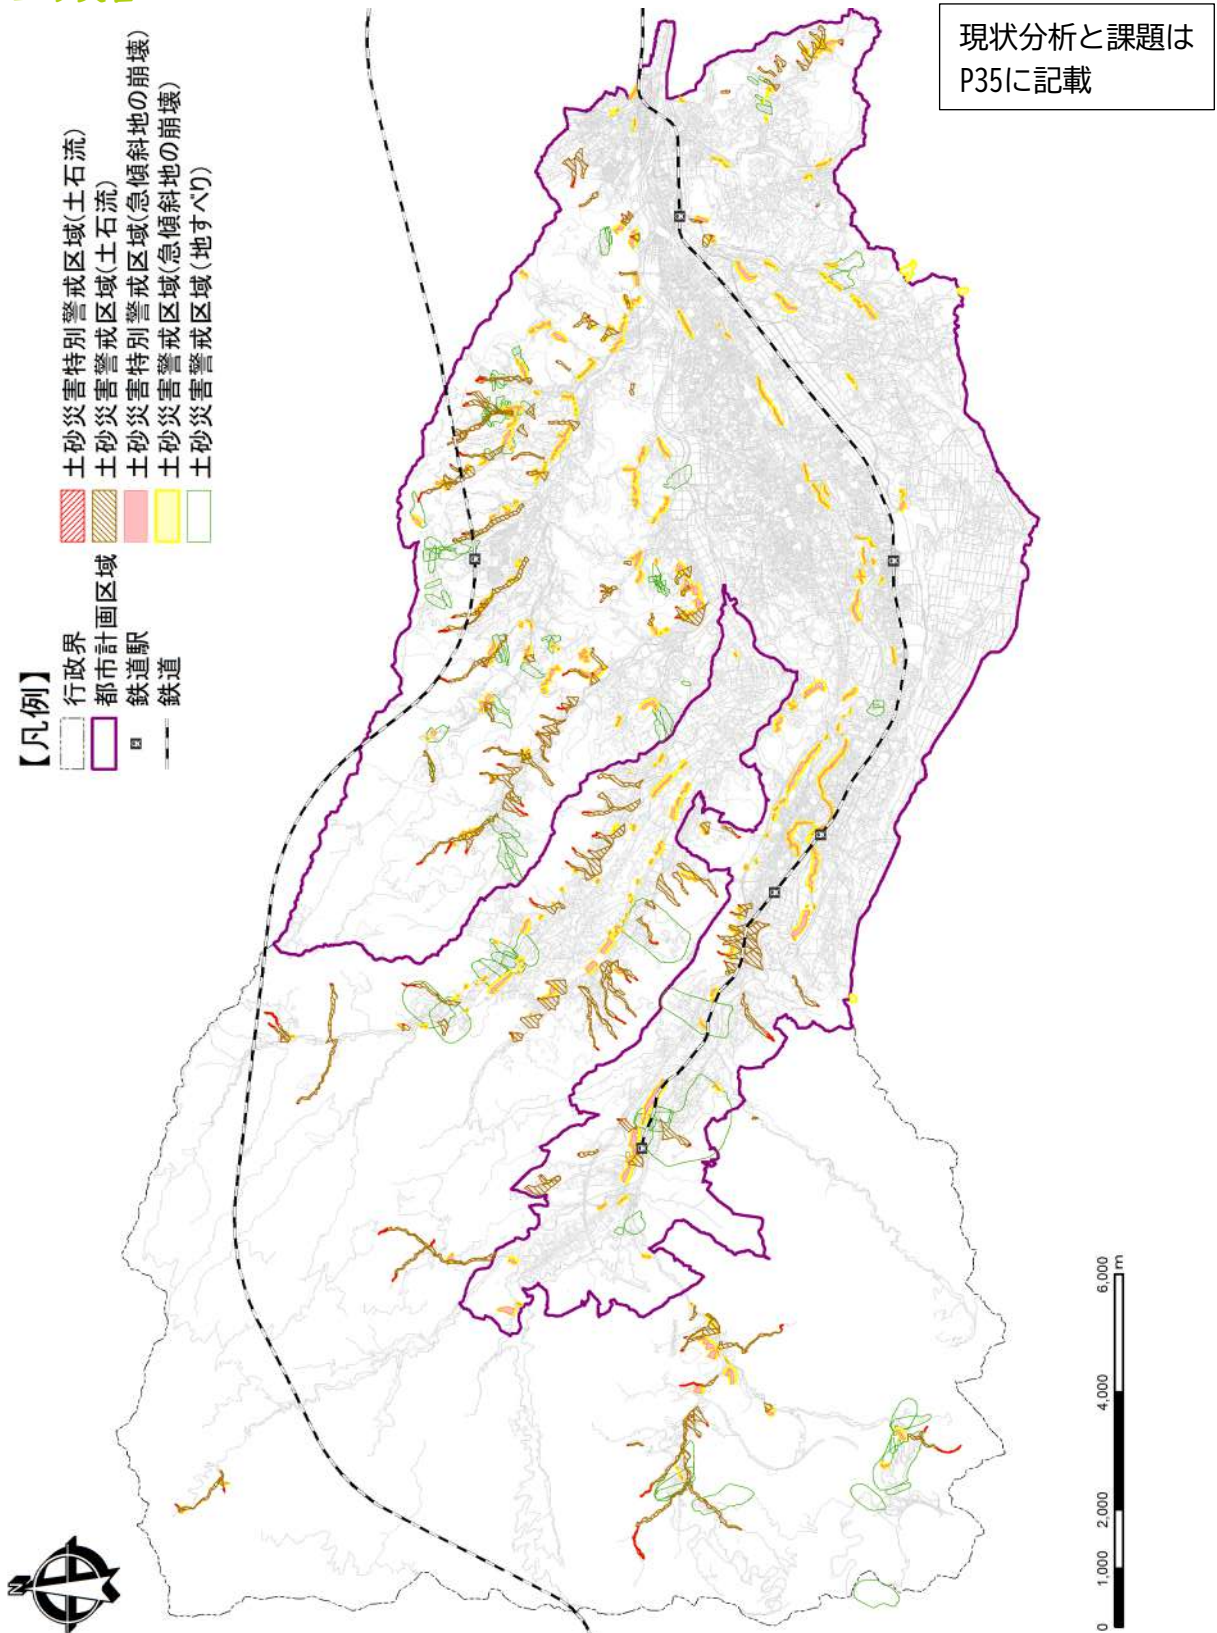 現状分析と課題は
P35に記載
【凡例】
行政界
都市計画区域
鉄道駅
鉄道
土砂災害特別警戒区域(土石流)
土砂災害警戒区域(土石流)
土砂災害特別警戒区域(急傾斜地の崩壊)
土砂災害警戒区域(急傾斜地の崩壊)
土砂災害警戒区域(地すべり)
N
0 1,000 2,000 4,000 6,000
m